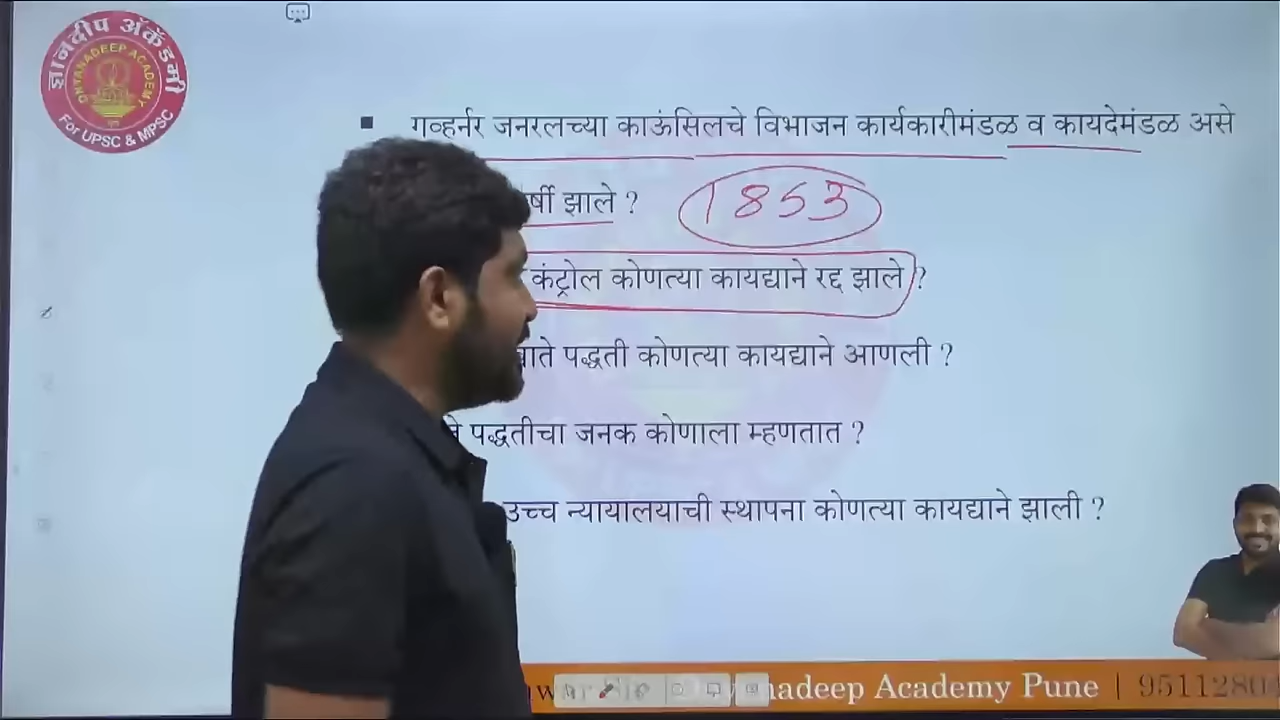 ज्ञानदीप ॲकॅडमी
DNYANADEEP ACADEMY
For UPSC & MPSC
गव्हर्नर जनरलच्या काऊंसिलचे विभाजन कार्यकारीमंडळ व कायदेमंडळ असे
झाले ? 1853
कंट्रोल कोणत्या कायद्याने रद्द झाले ?
पद्धती कोणत्या कायद्याने आणली ?
पद्धतीचा जनक कोणाला म्हणतात ?
उच्च न्यायालयाची स्थापना कोणत्या कायद्याने झाली ?
Academy Pune |